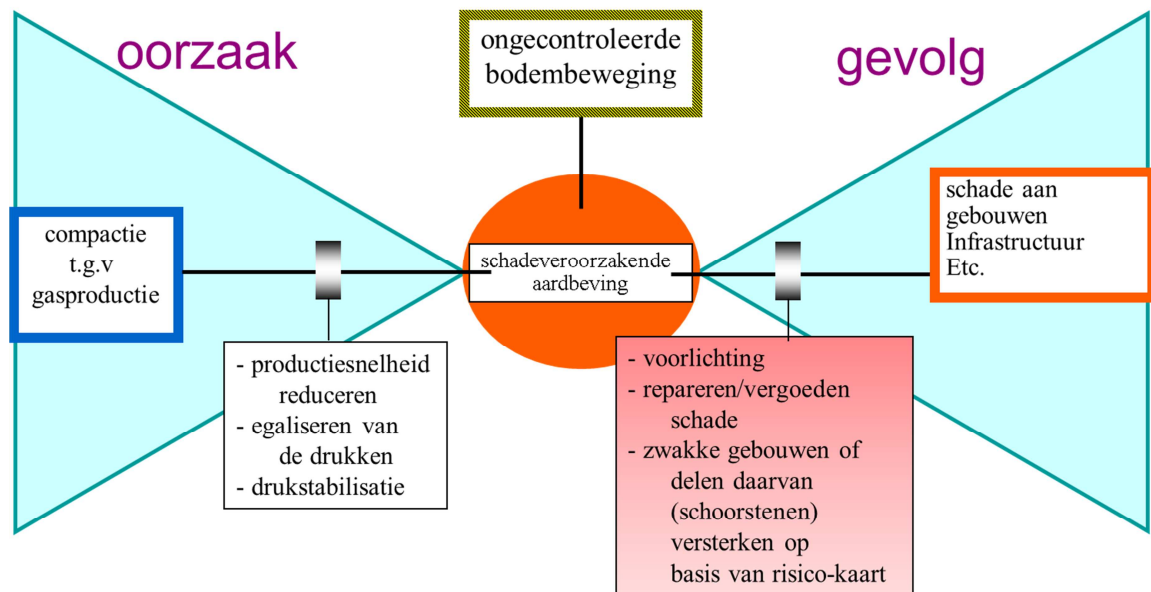 oorzaak
ongecontroleerde
bodembeweging
gevolg
compactie
t.g.v
gasproductie
schadeveroorzakende
aardbeving
schade aan
gebouwen
Infrastructuur
Etc.
- productiesnelheid
reduceren
- egaliseren van
de drukken
- drukstabilisatie
- voorlichting
- repareren/vergoeden
schade
- zwakke gebouwen of
delen daarvan
(schoorstenen)
versterken op
basis van risico-kaart